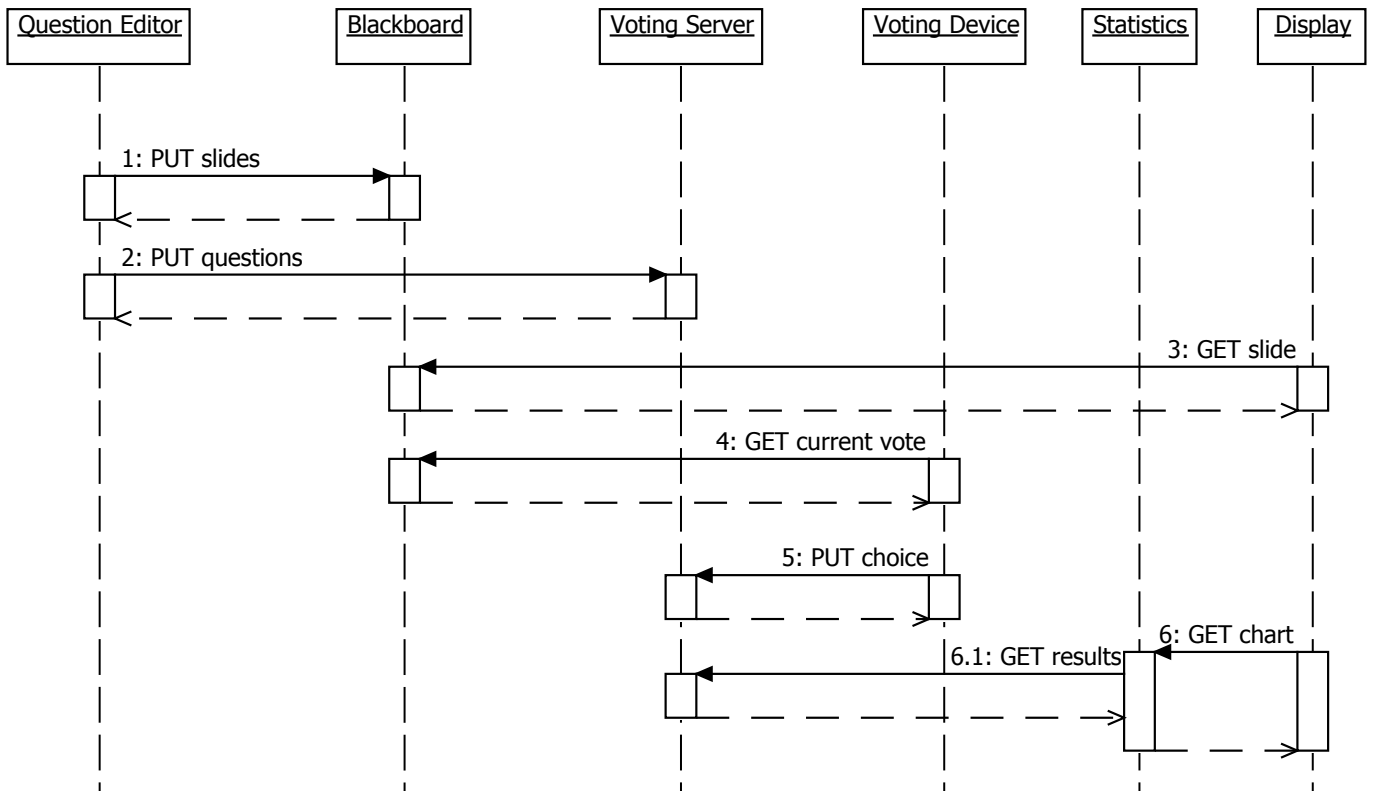 Question Editor
Blackboard
Voting Server
Voting Device
Statistics
Display
1: PUT slides
2: PUT questions
3: GET slide
4: GET current vote
5: PUT choice
6: GET chart
6.1: GET results